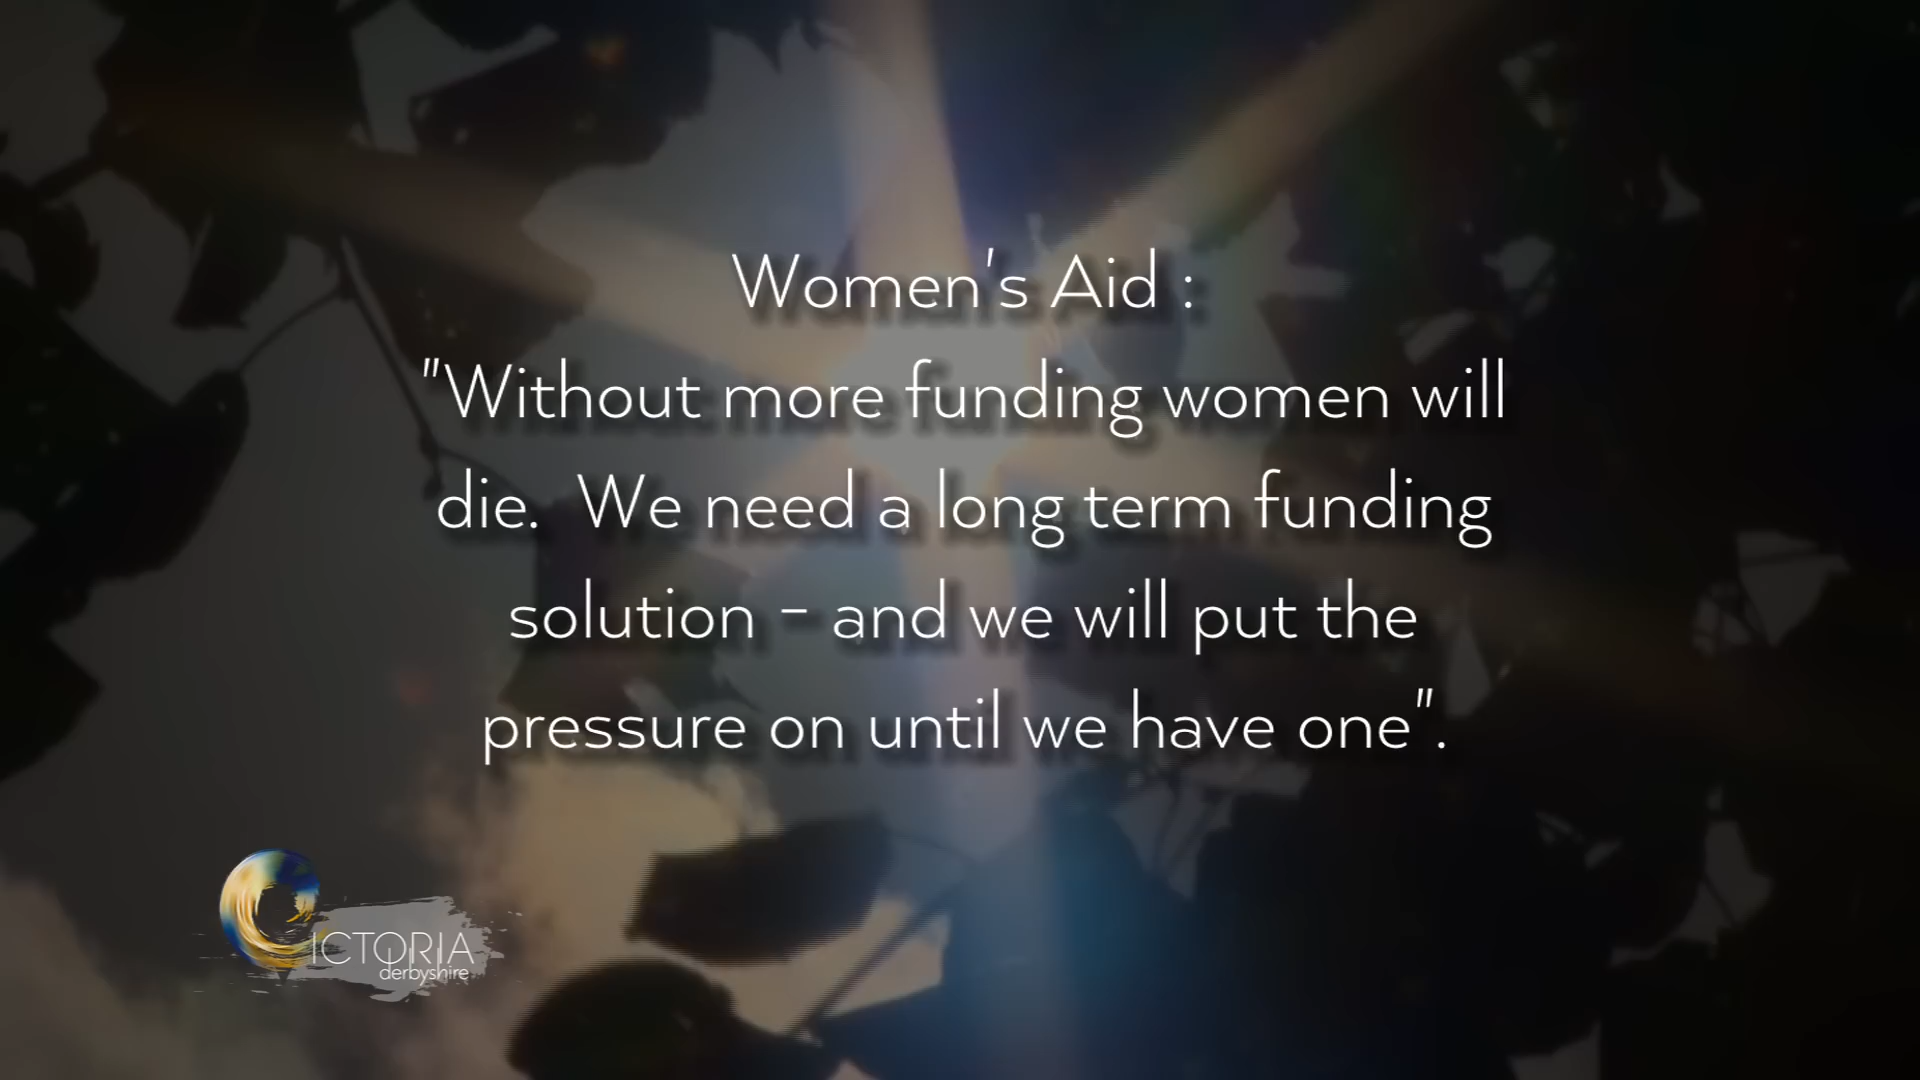 Women's Aid :
"Without more funding women will
die. We need a long term funding
solution - and we will put the
pressure on until we have one".
VICTORIA
derbyshire